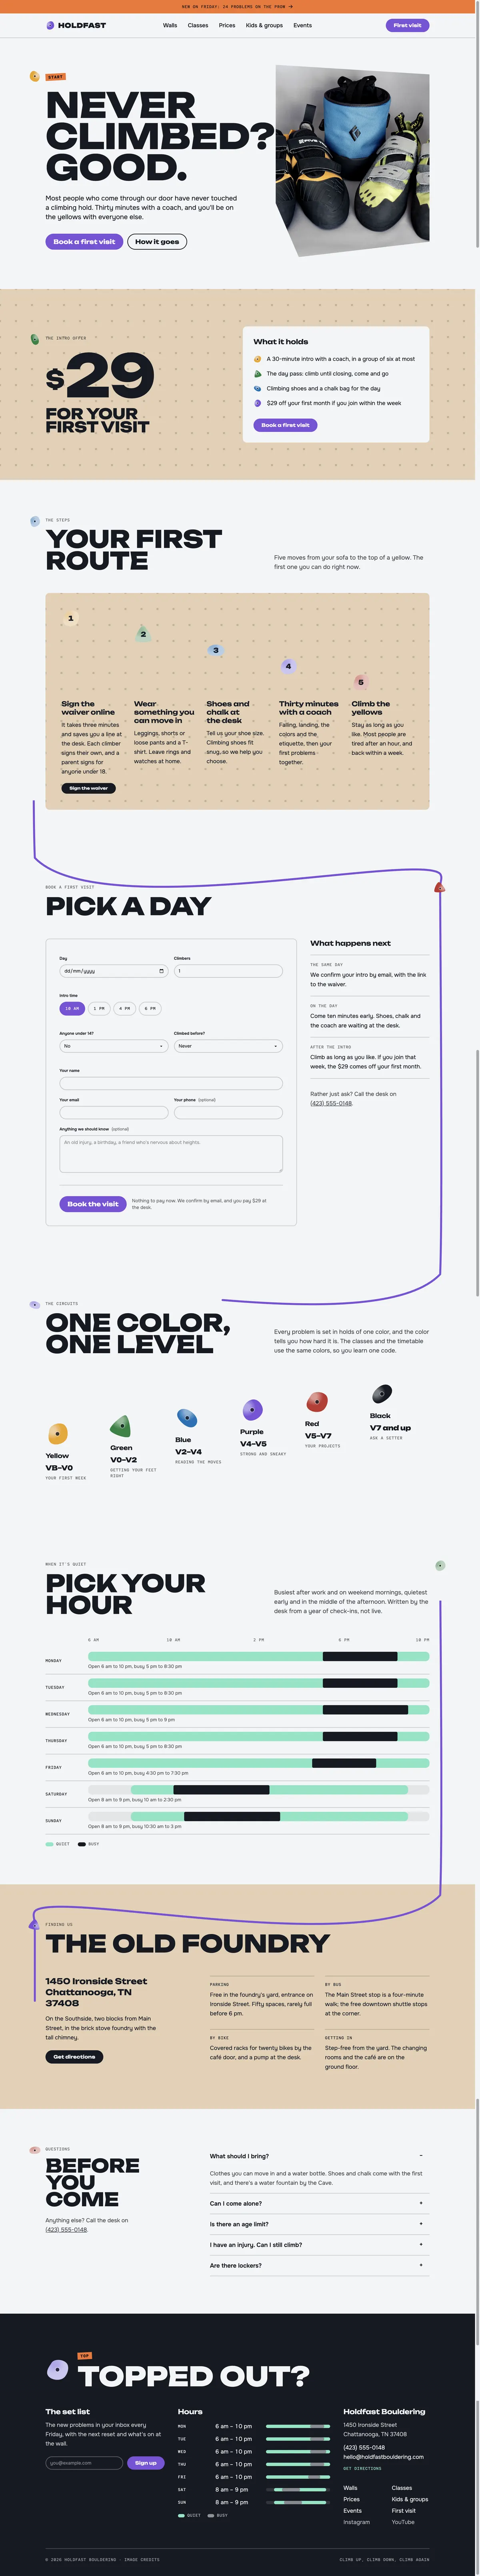 NEW ON FRIDAY: 24 PROBLEMS ON THE PROW →
HOLDFAST
Walls Classes Prices Kids & groups Events
First visit
START
NEVER
CLIMBED?
GOOD.
Most people who come through our door have never touched
a climbing hold. Thirty minutes with a coach, and you'll be on
the yellows with everyone else.
Book a first visit
How it goes
THE INTRO OFFER
$29
FOR YOUR
FIRST VISIT
What it holds
A 30-minute intro with a coach, in a group of six at most
The day pass: climb until closing, come and go
Climbing shoes and a chalk bag for the day
$29 off your first month if you join within the week
Book a first visit
THE STEPS
YOUR FIRST
ROUTE
Five moves from your sofa to the top of a yellow. The
first one you can do right now.
1
Sign the
waiver online
It takes three minutes
and saves you a line at
the desk. Each climber
signs their own, and a
parent signs for
anyone under 18.
Sign the waiver
2
Wear
something you
can move in
Leggings, shorts or
loose pants and a T-
shirt. Leave rings and
watches at home.
3
Shoes and
chalk at
the desk
Tell us your shoe size.
Climbing shoes fit
snug, so we help you
choose.
4
Thirty minutes
with a coach
Falling, landing, the
colors and the
etiquette, then your
first problems
together.
5
Climb the
yellows
Stay as long as you
like. Most people are
tired after an hour, and
back within a week.
BOOK A FIRST VISIT
PICK A DAY
Day
dd/mm/yyyy
Climbers
1
Intro time
10 AM 1 PM 4 PM 6 PM
Anyone under 14?
No
Climbed before?
Never
Your name
Your email
Your phone (optional)
Anything we should know (optional)
An old injury, a birthday, a friend who's nervous about heights.
Book the visit
Nothing to pay now. We confirm by email, and you pay $29 at
the desk.
What happens next
THE SAME DAY
We confirm your intro by email, with the link
to the waiver.
ON THE DAY
Come ten minutes early. Shoes, chalk and
the coach are waiting at the desk.
AFTER THE INTRO
Climb as long as you like. If you join that
week, the $29 comes off your first month.
Rather just ask? Call the desk on
(423) 555-0148.
THE CIRCUITS
ONE COLOR,
ONE LEVEL
Every problem is set in holds of one color, and the color
tells you how hard it is. The classes and the timetable
use the same colors, so you learn one code.
Yellow
VB–V0
YOUR FIRST WEEK
Green
V0–V2
GETTING YOUR FEET
RIGHT
Blue
V2–V4
READING THE MOVES
Purple
V4–V5
STRONG AND SNEAKY
Red
V5–V7
YOUR PROJECTS
Black
V7 and up
ASK A SETTER
WHEN IT'S QUIET
PICK YOUR
HOUR
Busiest after work and on weekend mornings, quietest
early and in the middle of the afternoon. Written by the
desk from a year of check-ins, not live.
6 AM 10 AM 2 PM 6 PM 10 PM
MONDAY
Open 6 am to 10 pm, busy 5 pm to 8:30 pm
TUESDAY
Open 6 am to 10 pm, busy 5 pm to 8:30 pm
WEDNESDAY
Open 6 am to 10 pm, busy 5 pm to 9 pm
THURSDAY
Open 6 am to 10 pm, busy 5 pm to 8:30 pm
FRIDAY
Open 6 am to 10 pm, busy 4:30 pm to 7:30 pm
SATURDAY
Open 8 am to 9 pm, busy 10 am to 2:30 pm
SUNDAY
Open 8 am to 9 pm, busy 10:30 am to 3 pm
QUIET BUSY
FINDING US
THE OLD FOUNDRY
1450 Ironside Street
Chattanooga, TN
37408
On the Southside, two blocks from Main
Street, in the brick stove foundry with the
tall chimney.
Get directions
PARKING
Free in the foundry's yard, entrance on
Ironside Street. Fifty spaces, rarely full
before 6 pm.
BY BUS
The Main Street stop is a four-minute
walk; the free downtown shuttle stops
at the corner.
BY BIKE
Covered racks for twenty bikes by the
café door, and a pump at the desk.
GETTING IN
Step-free from the yard. The changing
rooms and the café are on the
ground floor.
QUESTIONS
BEFORE
YOU
COME
Anything else? Call the desk on
(423) 555-0148.
What should I bring? −
Clothes you can move in and a water bottle. Shoes and chalk come with the first
visit, and there's a water fountain by the Cave.
Can I come alone? +
Is there an age limit? +
I have an injury. Can I still climb? +
Are there lockers? +
TOP
TOPPED OUT?
The set list
The new problems in your inbox every
Friday, with the next reset and what's on at
the wall.
you@example.com
Sign up
Hours
MON 6 am – 10 pm
TUE 6 am – 10 pm
WED 6 am – 10 pm
THU 6 am – 10 pm
FRI 6 am – 10 pm
SAT 8 am – 9 pm
SUN 8 am – 9 pm
QUIET BUSY
Holdfast Bouldering
1450 Ironside Street
Chattanooga, TN 37408
(423) 555-0148
hello@holdfastbouldering.com
GET DIRECTIONS
Walls Classes
Prices Kids & groups
Events First visit
Instagram YouTube
© 2026 HOLDFAST BOULDERING · IMAGE CREDITS
CLIMB UP, CLIMB DOWN, CLIMB AGAIN